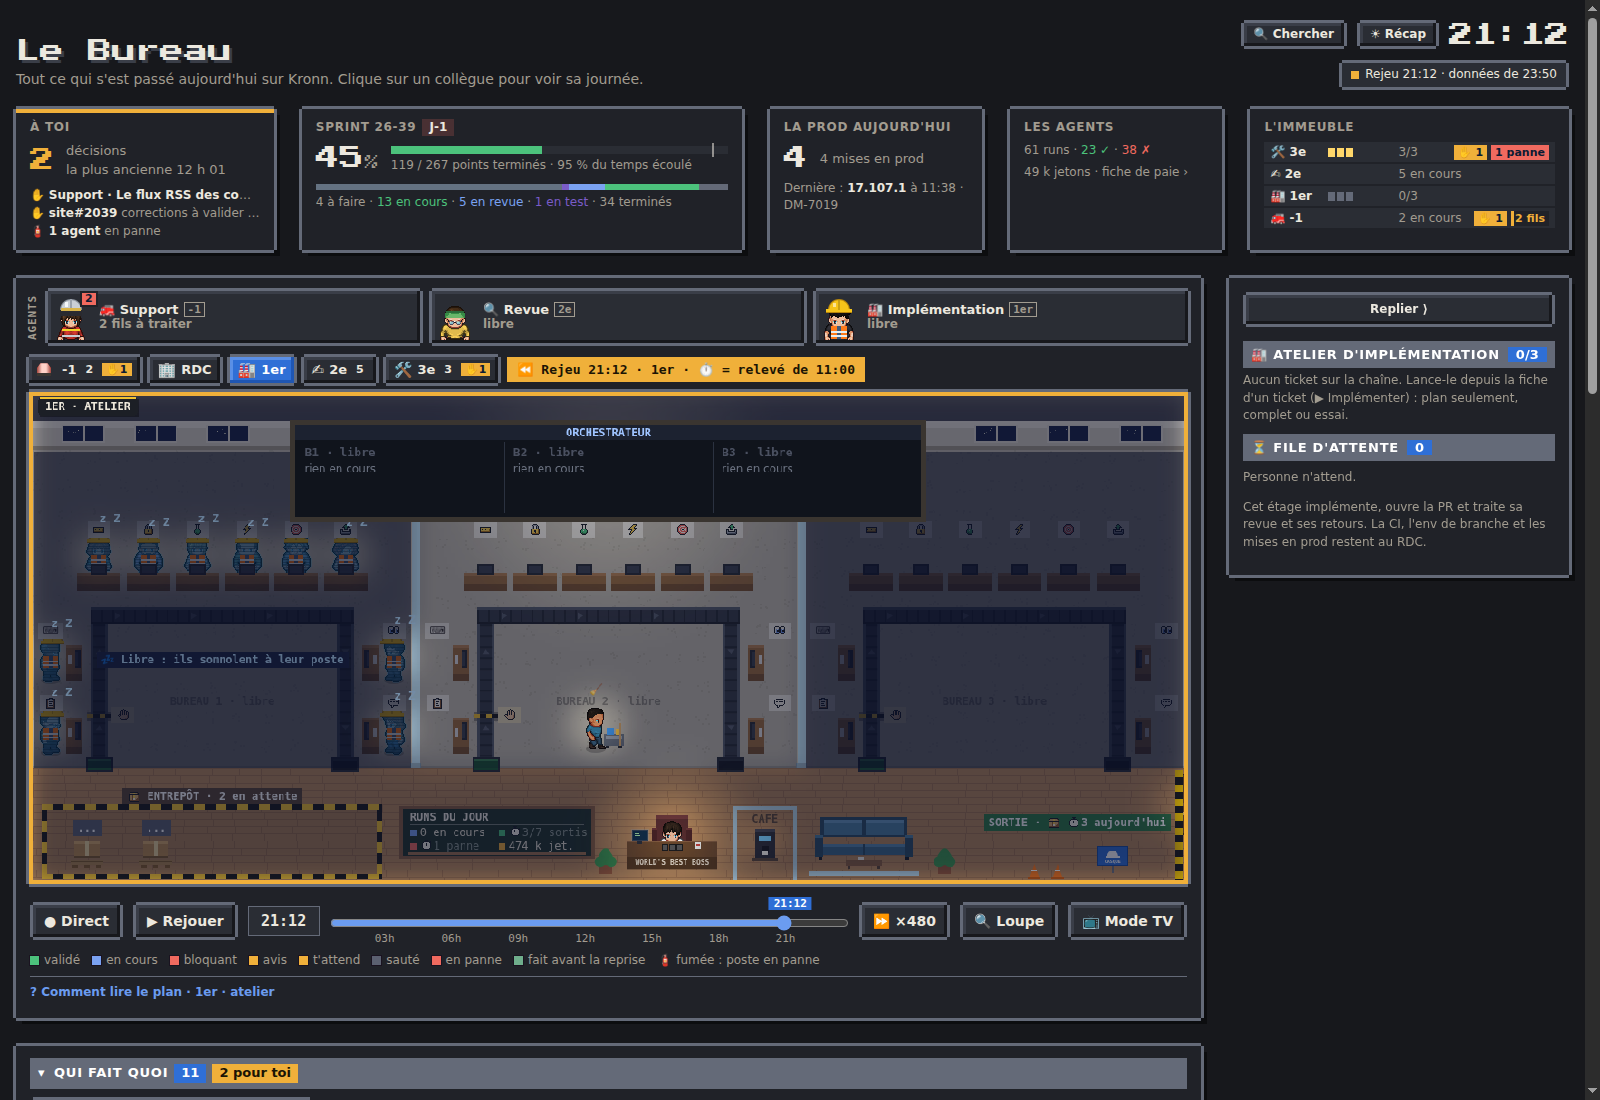 Le Bureau
Tout ce qui s'est passé aujourd'hui sur Kronn. Clique sur un collègue pour voir sa journée.
Chercher
Récap
21:12
Rejeu 21:12 · données de 23:50
À TOI
2
décisions
la plus ancienne 12 h 01
Support · Le flux RSS des co...
site#2039 corrections à valider ...
1 agent en panne
SPRINT 26-39 J-1
45%
119 / 267 points terminés · 95 % du temps écoulé
4 à faire · 13 en cours · 5 en revue · 1 en test · 34 terminés
LA PROD AUJOURD'HUI
4 4 mises en prod
Dernière : 17.107.1 à 11:38 ·
DM-7019
LES AGENTS
61 runs · 23 ✓ · 38 ✗
49 k jetons · fiche de paie ›
L'IMMEUBLE
3e 3/3 1 1 panne
2e 5 en cours
1er 0/3
-1 2 en cours 1 2 fils
AGENTS
2
Support -1
2 fils à traiter
Revue 2e
libre
Implémentation 1er
libre
-1 2 1
RDC
1er
2e 5
3e 3 1
Rejeu 21:12 · 1er · = relevé de 11:00
1ER · ATELIER
ORCHESTRATEUR
B1 · libre
rien en cours
B2 · libre
rien en cours
B3 · libre
rien en cours
z Z
z Z
z Z
z Z
z Z
z Z
z Z
z Z
Libre : ils somnolent à leur poste
z Z
z Z
BUREAU 1 · libre
BUREAU 2 · libre
BUREAU 3 · libre
ENTREPÔT · 2 en attente
...
...
RUNS DU JOUR
0 en cours 3/7 sortis
1 panne 474 k jet.
WORLD'S BEST BOSS
CAFE
SORTIE · 3 aujourd'hui
Direct
Rejouer
21:12
21:12
03h 06h 09h 12h 15h 18h 21h
×480
Loupe
Mode TV
validé en cours bloquant avis t'attend sauté en panne fait avant la reprise fumée : poste en panne
? Comment lire le plan · 1er · atelier
▾ QUI FAIT QUOI 11 2 pour toi
Replier ⟩
ATELIER D'IMPLÉMENTATION 0/3
Aucun ticket sur la chaîne. Lance-le depuis la fiche
d'un ticket (▶ Implémenter) : plan seulement,
complet ou essai.
FILE D'ATTENTE 0
Personne n'attend.
Cet étage implémente, ouvre la PR et traite sa
revue et ses retours. La CI, l'env de branche et les
mises en prod restent au RDC.